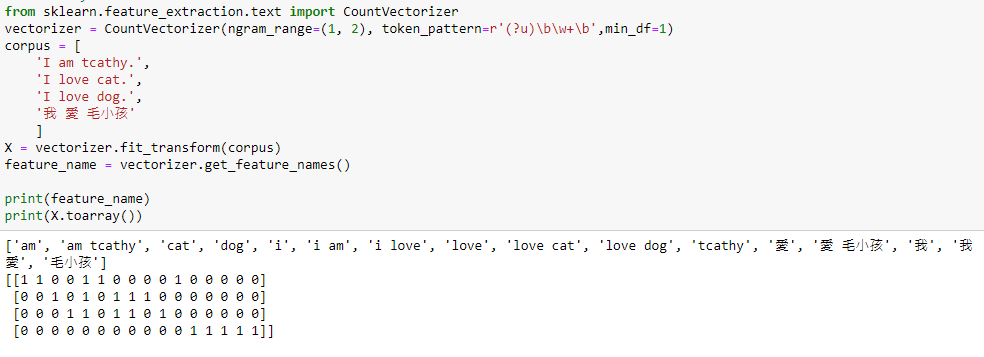 from sklearn.feature_extraction.text import CountVectorizer
vectorizer = CountVectorizer(ngram_range=(1, 2), token_pattern=r'(?u)\b\w+\b',min_df=1)
corpus = [
    'I am tcathy.',
    'I love cat.',
    'I love dog.',
    '我 愛 毛小孩'
    ]
X = vectorizer.fit_transform(corpus)
feature_name = vectorizer.get_feature_names()
print(feature_name)
print(X.toarray())
['am', 'am tcathy', 'cat', 'dog', 'i', 'i am', 'i love', 'love', 'love cat', 'love dog', 'tcathy', '愛', '愛 毛小孩', '我', '我
愛', '毛小孩']
[[1 1 0 0 1 1 0 0 0 0 1 0 0 0 0 0]
 [0 0 1 0 1 0 1 1 1 0 0 0 0 0 0 0]
 [0 0 0 1 1 0 1 1 0 1 0 0 0 0 0 0]
 [0 0 0 0 0 0 0 0 0 0 0 1 1 1 1 1]]